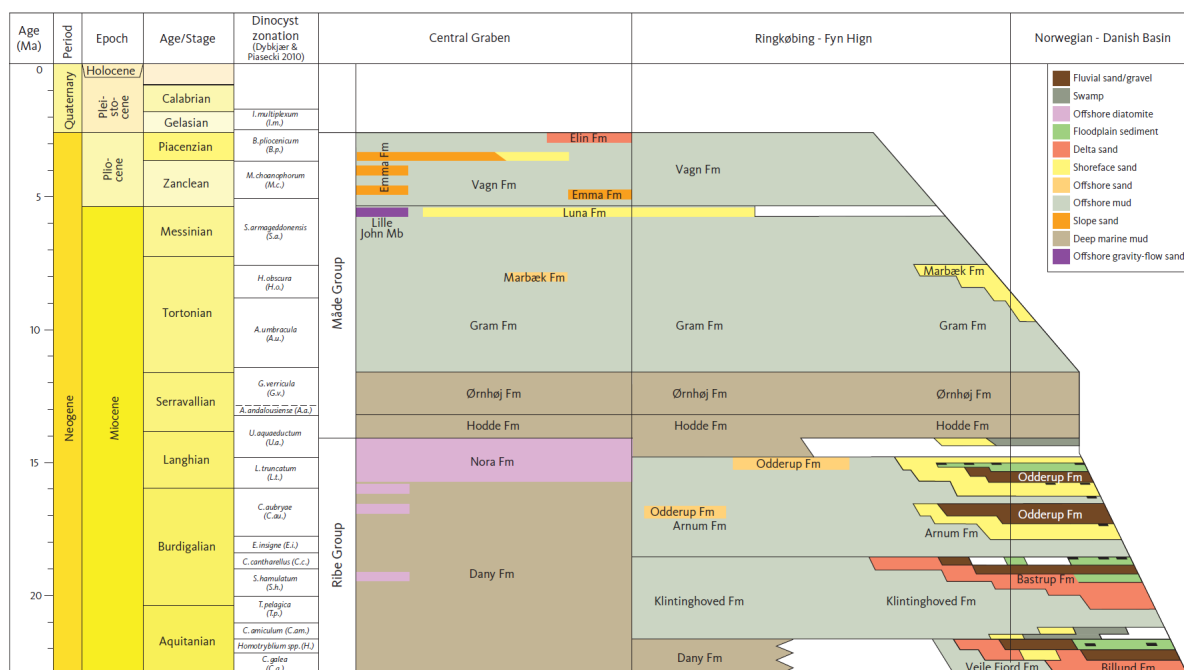 Age
(Ma)
Period
Epoch
Age/Stage
Dinocyst
zonation
(Dybkjær &
Piasecki 2010)
Central Graben
Ringkøbing - Fyn Hign
Norwegian - Danish Basin
0
5
10
15
20
Quaternary
Neogene
Holocene
Plei-
sto-
cene
Plio-
cene
Miocene
Calabrian
Gelasian
Piacenzian
Zanclean
Messinian
Tortonian
Serravallian
Langhian
Burdigalian
Aquitanian
I.multiplexum
(I.m.)
B.pliocenicum
(B.p.)
M.choanophorum
(M.c.)
S.armageddonensis
(S.a.)
H.obscura
(H.o.)
A.umbracula
(A.u.)
G.verricula
(G.v.)
A.andalousiense (A.a.)
U.aquaeductum
(U.a.)
L.truncatum
(L.t.)
C.aubryae
(C.au.)
E.insigne (E.i.)
C.cantharellus (C.c.)
S.hamulatum
(S.h.)
T.pelagica
(T.p.)
C.amiculum (C.am.)
Homotryblium spp.(H.)
C.galea
(C.g.)
Måde Group
Ribe Group
Elin Fm
Emma Fm
Vagn Fm
Emma Fm
Luna Fm
Lille
John Mb
Marbæk Fm
Gram Fm
Ørnhøj Fm
Hodde Fm
Nora Fm
Dany Fm
Vagn Fm
Marbæk Fm
Gram Fm
Gram Fm
Ørnhøj Fm
Ørnhøj Fm
Hodde Fm
Hodde Fm
Odderup Fm
Odderup Fm
Odderup Fm
Odderup Fm
Arnum Fm
Arnum Fm
Bastrup Fm
Klintinghoved Fm
Klintinghoved Fm
Dany Fm
Vejle Fjord Fm
Billund Fm
Fluvial sand/gravel
Swamp
Offshore diatomite
Floodplain sediment
Delta sand
Shoreface sand
Offshore sand
Offshore mud
Slope sand
Deep marine mud
Offshore gravity-flow sand